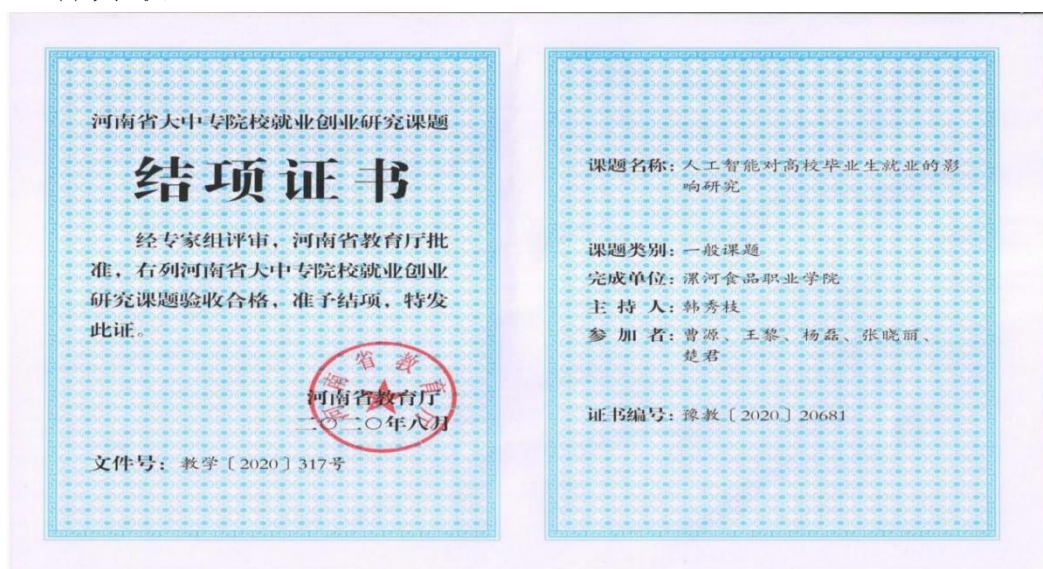 河南省大中专院校就业创业研究课题
结项证书
经专家组评审，河南省教育厅批
准，右列河南省大中专院校就业创业
研究课题验收合格，准予结项，特发
此证。
河南省教育厅
河南省教育厅
二〇二〇年八月
文件号：教学〔2020〕317号
课题名称：人工智能对高校毕业生就业的影
响研究
课题类别：一般课题
完成单位：漯河食品职业学院
主 持 人：韩秀枝
参 加 者：曹源、王黎、杨磊、张晓丽、
楚君
证书编号：豫教〔2020〕20681